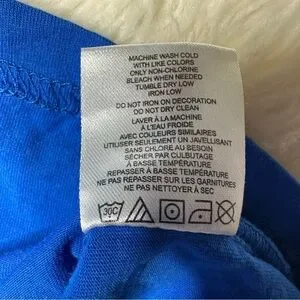 MACHINE WASH COLD
WITH LIKE COLORS
ONLY NON-CHLORINE
BLEACH WHEN NEEDED
TUMBLE DRY LOW
IRON LOW
DO NOT IRON ON DECORATION
DO NOT DRY CLEAN
LAVER À LA MACHINE
À L'EAU FROIDE
AVEC COULEURS SIMILAIRES
UTILISER SEULEMENT UN JAVELLISANT
SANS CHLORE AU BESOIN
SÉCHER PAR CULBUTAGE
À BASSE TEMPÉRATURE
REPASSER À BASSE TEMPÉRATURE
NE PAS REPASSER SUR LES GARNITURES
NE PAS NETTOYER À SEC
30C